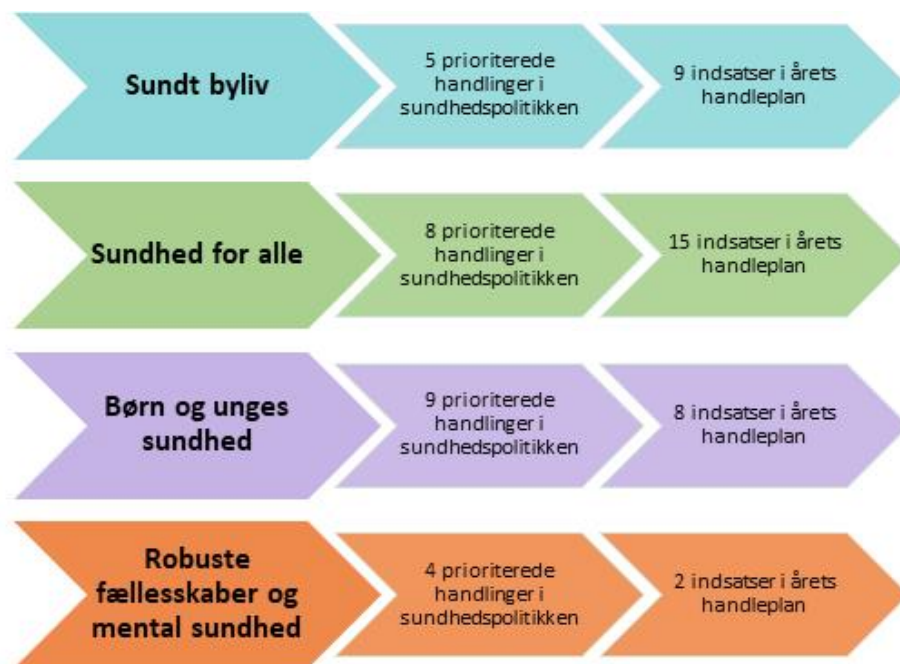 Sundt byliv
5 prioriterede
handlinger i
sundhedspolitikken
9 indsatser i årets
handleplan
Sundhed for alle
8 prioriterede
handlinger i
sundhedspolitikken
15 indsatser i årets
handleplan
Børn og unges
sundhed
9 prioriterede
handlinger i
sundhedspolitikken
8 indsatser i årets
handleplan
Robuste
fællesskaber og
mental sundhed
4 prioriterede
handlinger i
sundhedspolitikken
2 indsatser i årets
handleplan